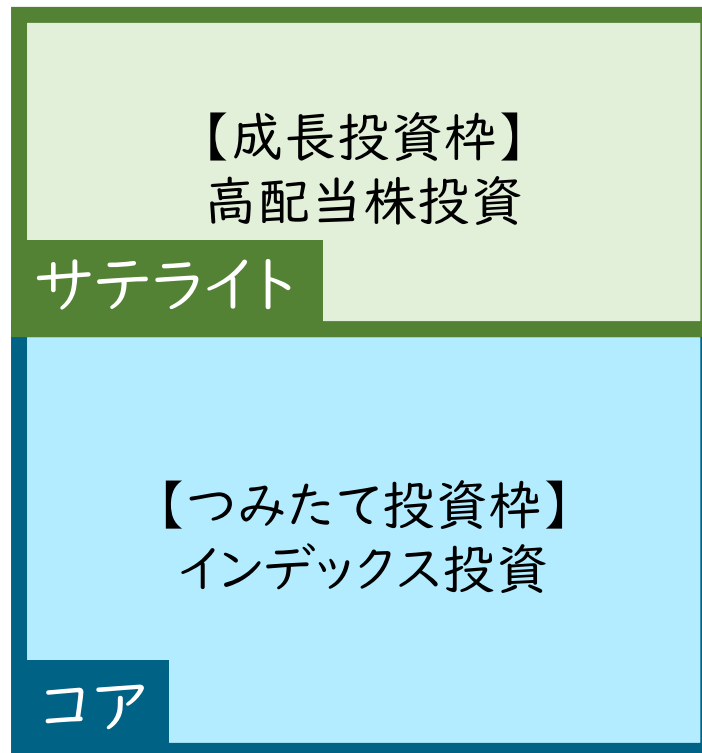 【成長投資枠】
高配当株投資
サテライト
【つみたて投資枠】
インデックス投資
コア